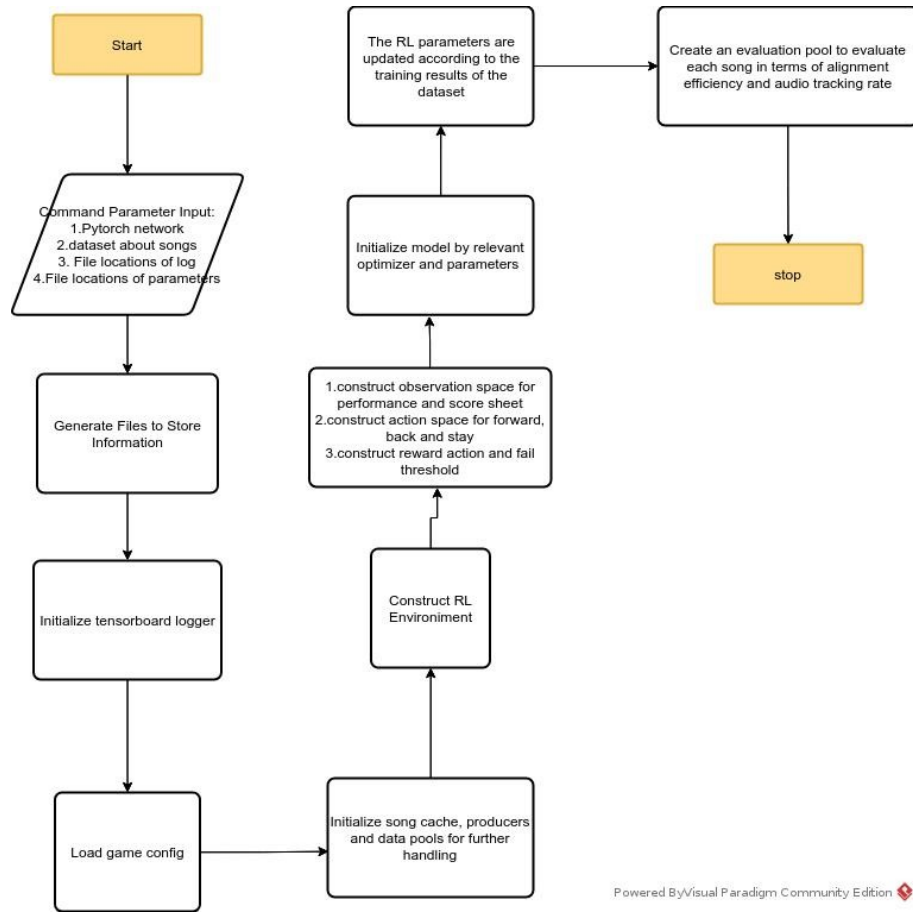 Start
Command Parameter Input:
1.Pytorch network
2.dataset about songs
3. File locations of log
4.File locations of parameters
Generate Files to Store
Information
Initialize tensorboard logger
Load game config
Initialize song cache, producers
and data pools for further
handling
Construct RL
Environiment
1.construct observation space for
performance and score sheet
2.construct action space for forward,
back and stay
3.construct reward action and fail
threshold
Initialize model by relevant
optimizer and parameters
The RL parameters are
updated according to the
training results of the
dataset
Create an evaluation pool to evaluate
each song in terms of alignment
efficiency and audio tracking rate
stop
Powered ByVisual Paradigm Community Edition